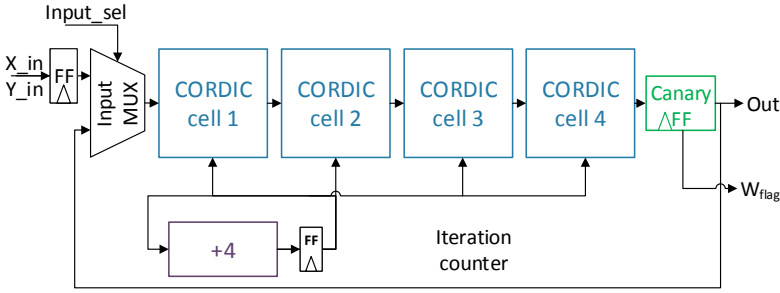 Input_sel
X_in
Y_in
FF
Input
MUX
CORDIC
cell 1
CORDIC
cell 2
CORDIC
cell 3
CORDIC
cell 4
Canary
FF
Out
Wflag
+4
FF
Iteration
counter